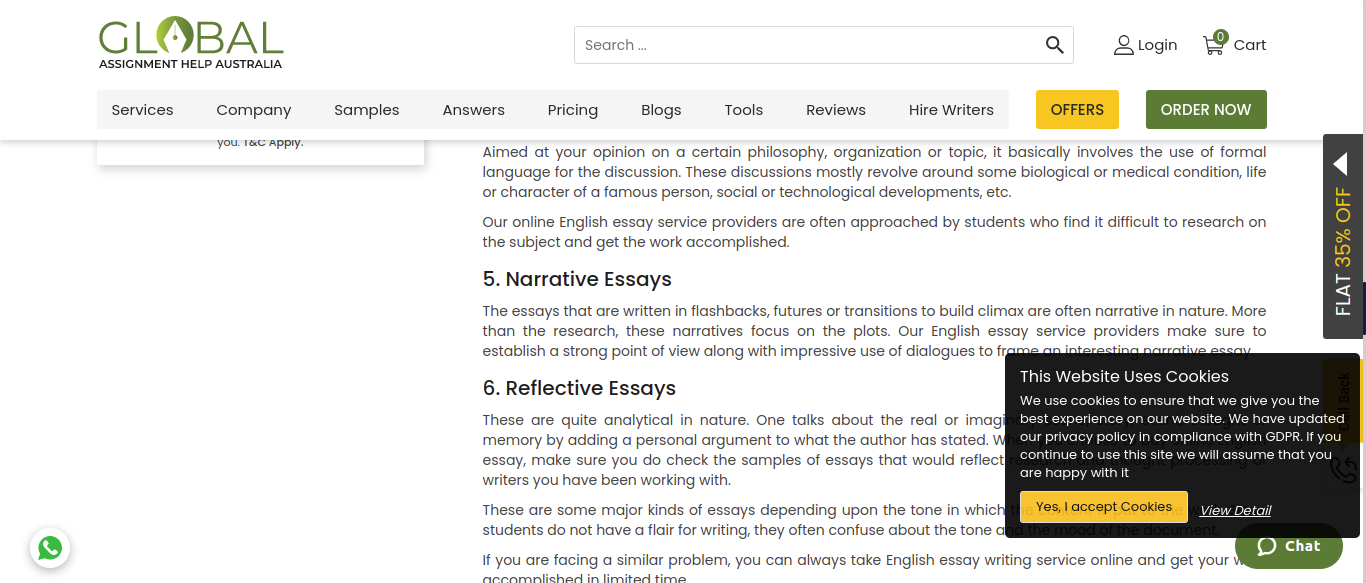 GLOBAL
ASSIGNMENT HELP AUSTRALIA
Search ...
Login
0
Cart
Services
Company
Samples
Answers
Pricing
Blogs
Tools
Reviews
Hire Writers
OFFERS
ORDER NOW
you. T&C Apply.
Aimed at your opinion on a certain philosophy, organization or topic, it basically involves the use of formal
language for the discussion. These discussions mostly revolve around some biological or medical condition, life
or character of a famous person, social or technological developments, etc.
Our online English essay service providers are often approached by students who find it difficult to research on
the subject and get the work accomplished.
5. Narrative Essays
The essays that are written in flashbacks, futures or transitions to build climax are often narrative in nature. More
than the research, these narratives focus on the plots. Our English essay service providers make sure to
establish a strong point of view along with impressive use of dialogues to frame an interesting narrative essay.
6. Reflective Essays
These are quite analytical in nature. One talks about the real or
memory by adding a personal argument to what the author has stated.
essay, make sure you do check the samples of essays that would reflect research and thought processing of
writers you have been working with.
These are some major kinds of essays depending upon the tone in which the
students do not have a flair for writing, they often confuse about the tone and the mood of the document.
If you are facing a similar problem, you can always take English essay writing service online and get your
accomplished in limited time.
FLAT 35% OFF
Call Back
This Website Uses Cookies
We use cookies to ensure that we give you the
best experience on our website. We have updated
our privacy policy in compliance with GDPR. If you
continue to use this site we will assume that you
are happy with it
Yes, I accept Cookies
View Detail
Chat